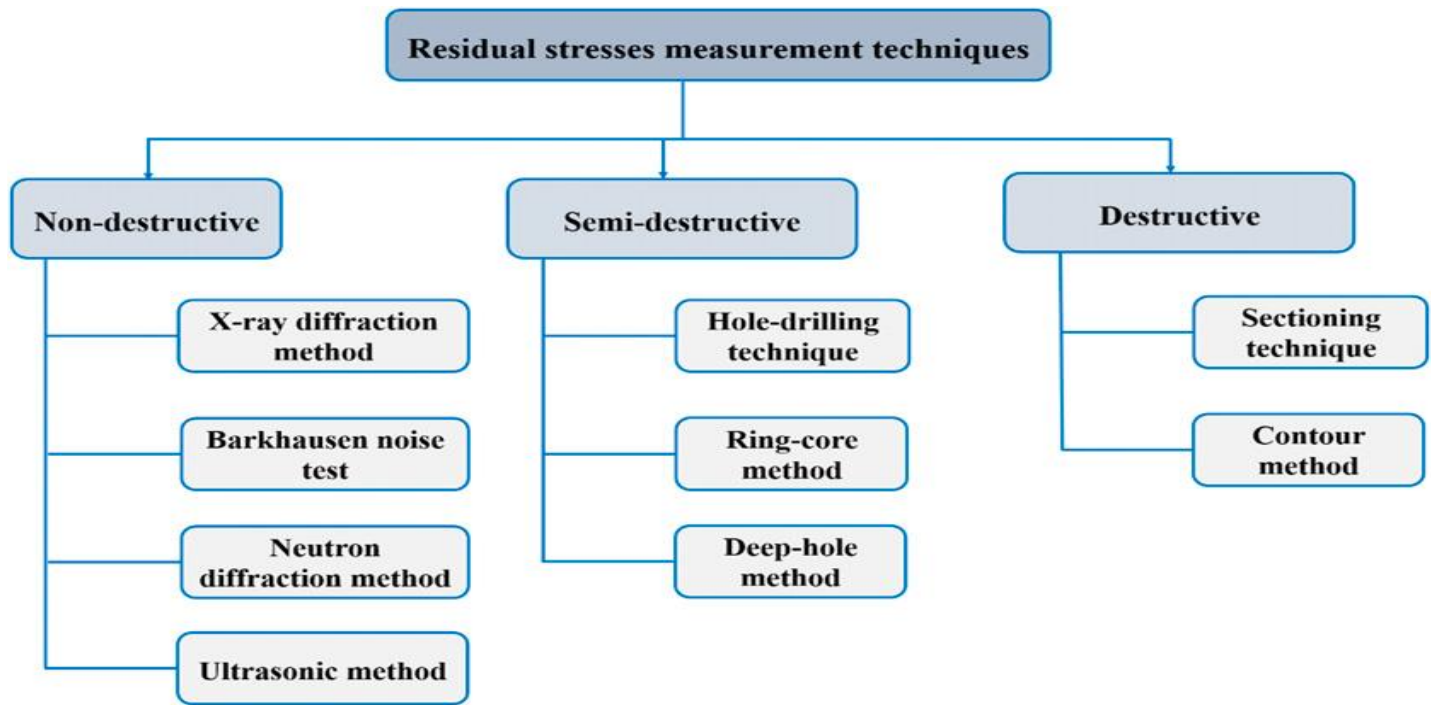 Residual stresses measurement techniques
Non-destructive
Semi-destructive
Destructive
X-ray diffraction
method
Hole-drilling
technique
Sectioning
technique
Barkhausen noise
test
Ring-core
method
Contour
method
Neutron
diffraction method
Deep-hole
method
Ultrasonic method